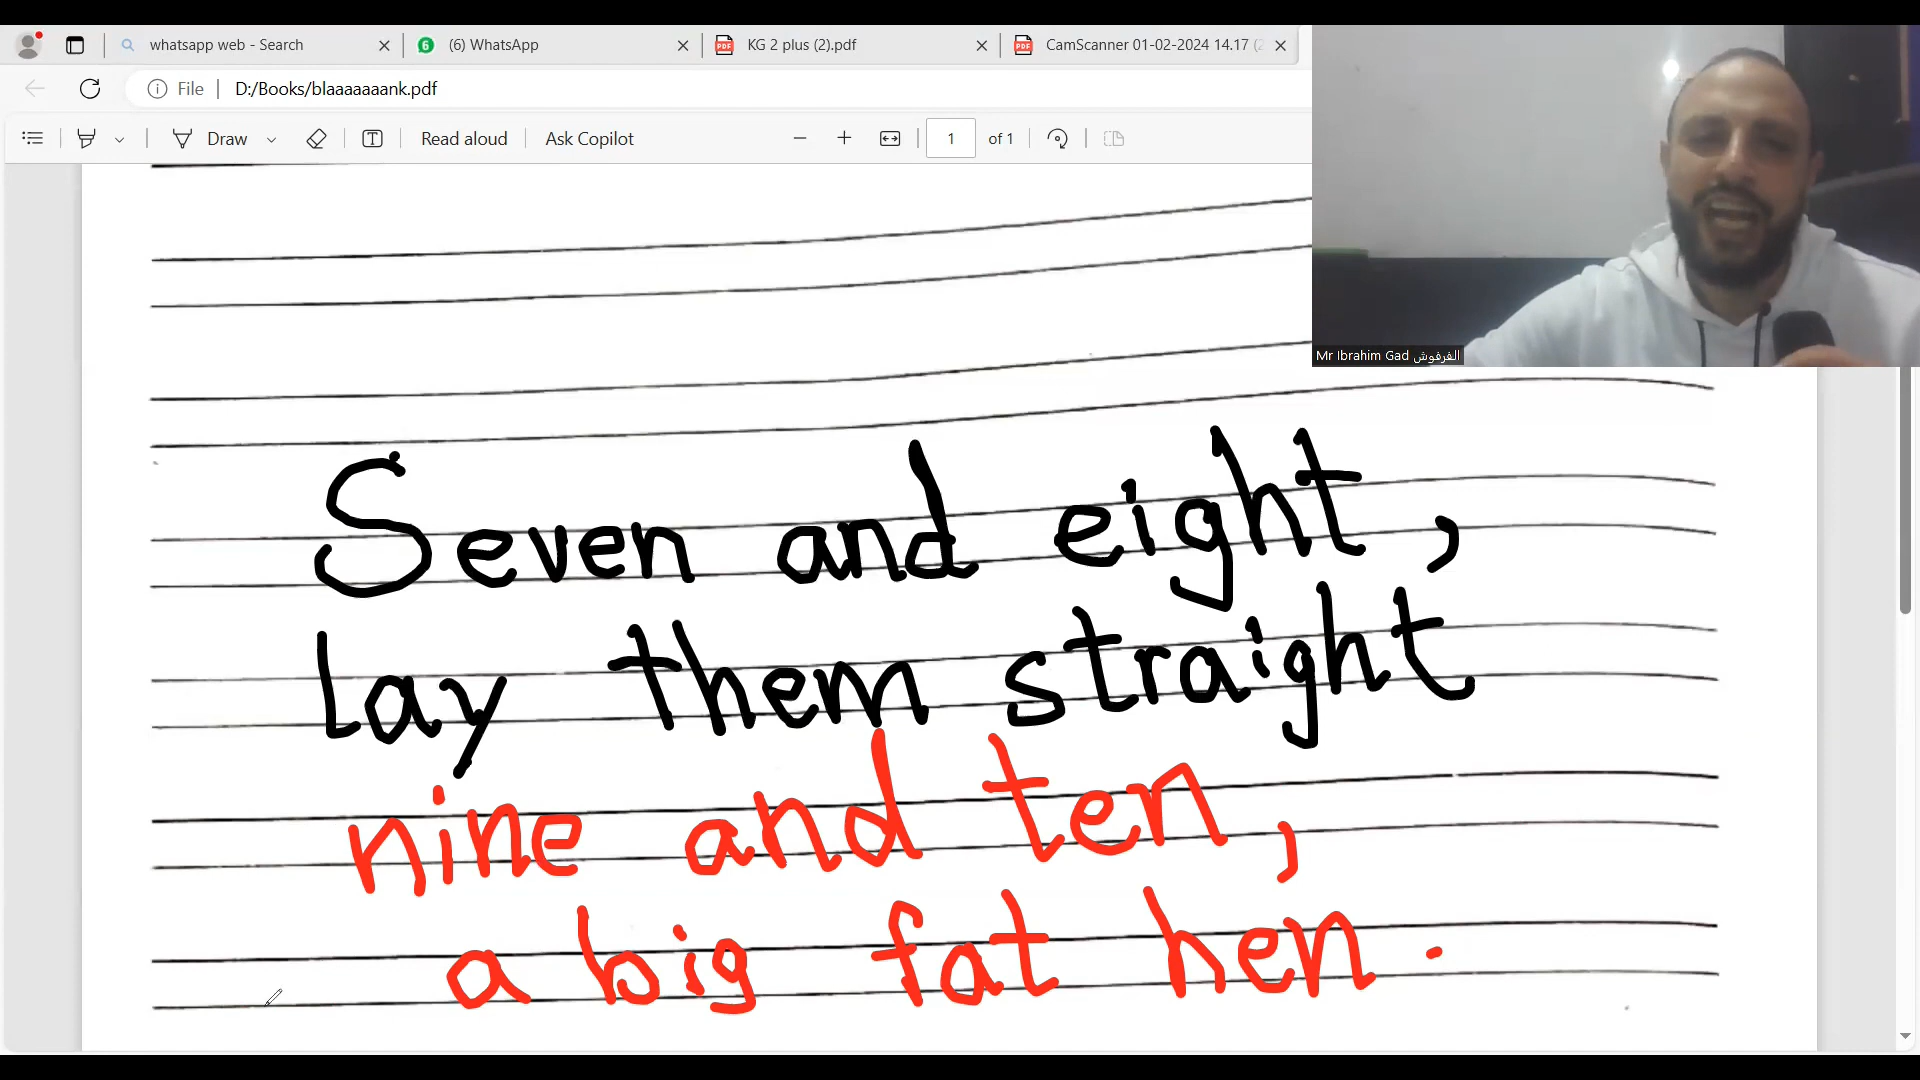 whatsapp web - Search
(6) WhatsApp
KG 2 plus (2).pdf
CamScanner 01-02-2024 14.17 (2
File
D:/Books/blaaaaaaank.pdf
Draw
Read aloud
Ask Copilot
1 of 1
Mr Ibrahim Gad الفرفوش
Seven and eight,
lay them straight
nine and ten,
a big fat hen.